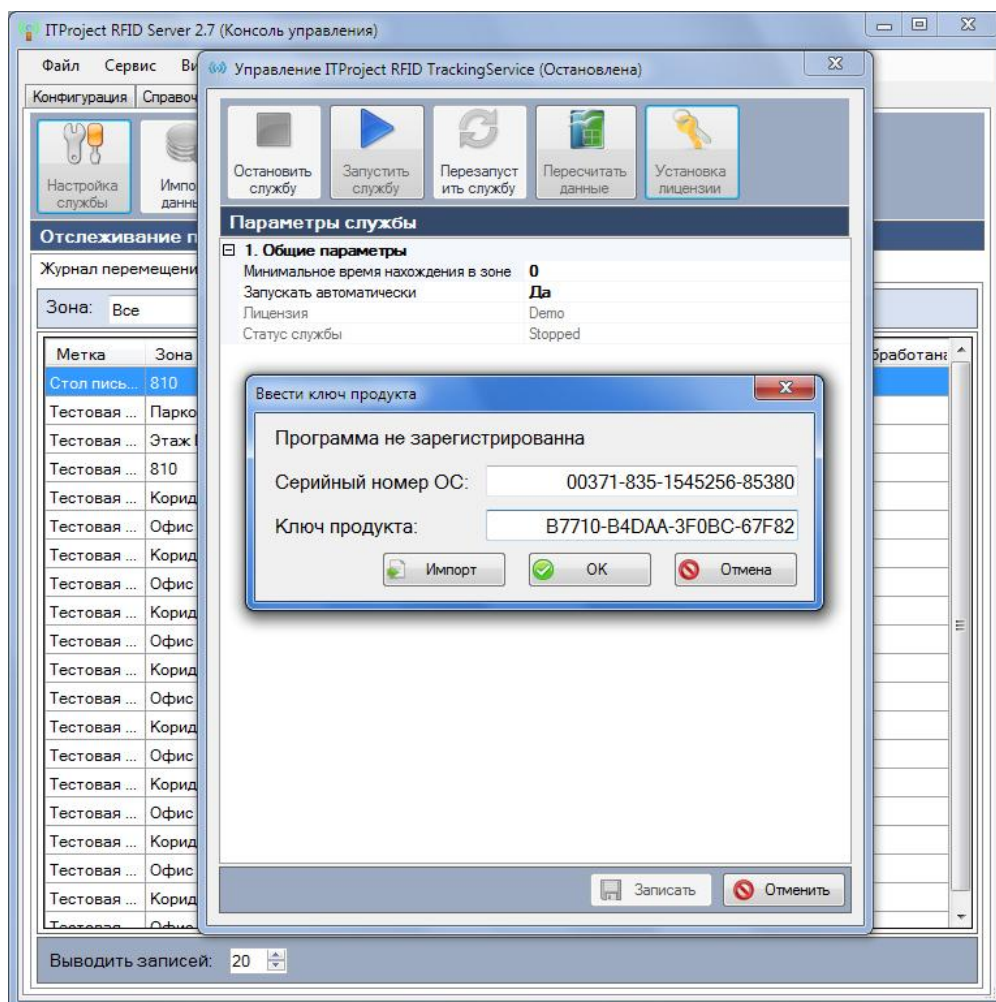 ITProject RFID Server 2.7 (Консоль управления)
Файл Сервис Ви
Управление ITProject RFID TrackingService (Остановлена)
Конфигурация Справоч
Настройка службы
Импо данны
Остановить службу
Запустить службу
Перезапуст ить службу
Пересчитать данные
Установка лицензии
Параметры службы
Отслеживание п
1. Общие параметры
Минимальное время нахождения в зоне 0
Запускать автоматически Да
Лицензия Demo
Статус службы Stopped
Журнал перемещени
Зона: Все
Метка Зона бработана
Стол пись... 810
Тестовая ... Парко
Тестовая ... Этаж
Тестовая ... 810
Тестовая ... Корид
Тестовая ... Офис
Тестовая ... Корид
Тестовая ... Офис
Тестовая ... Корид
Тестовая ... Офис
Тестовая ... Корид
Тестовая ... Офис
Тестовая ... Корид
Тестовая ... Офис
Тестовая ... Корид
Тестовая ... Офис
Тестовая ... Корид
Тестовая ... Офис
Тестовая ... Корид
Ввести ключ продукта
Программа не зарегистрированна
Серийный номер ОС: 00371-835-1545256-85380
Ключ продукта: B7710-B4DAA-3F0BC-67F82
Импорт OK Отмена
Записать Отменить
Выводить записей: 20